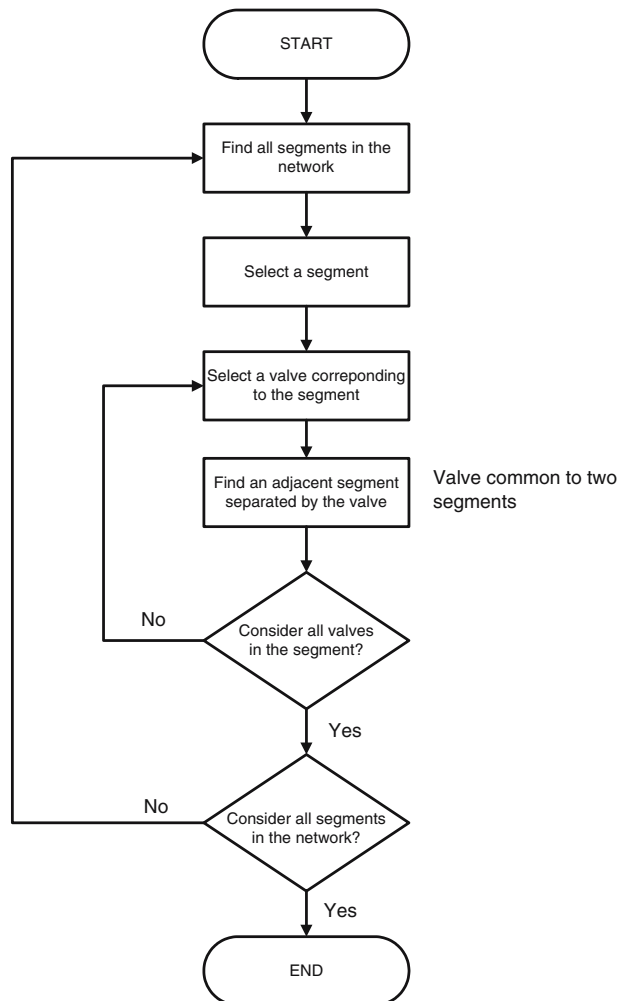 START
Find all segments in the
network
Select a segment
Select a valve correponding
to the segment
Find an adjacent segment
separated by the valve
Valve common to two
segments
No
Consider all valves
in the segment?
Yes
No
Consider all segments
in the network?
Yes
END